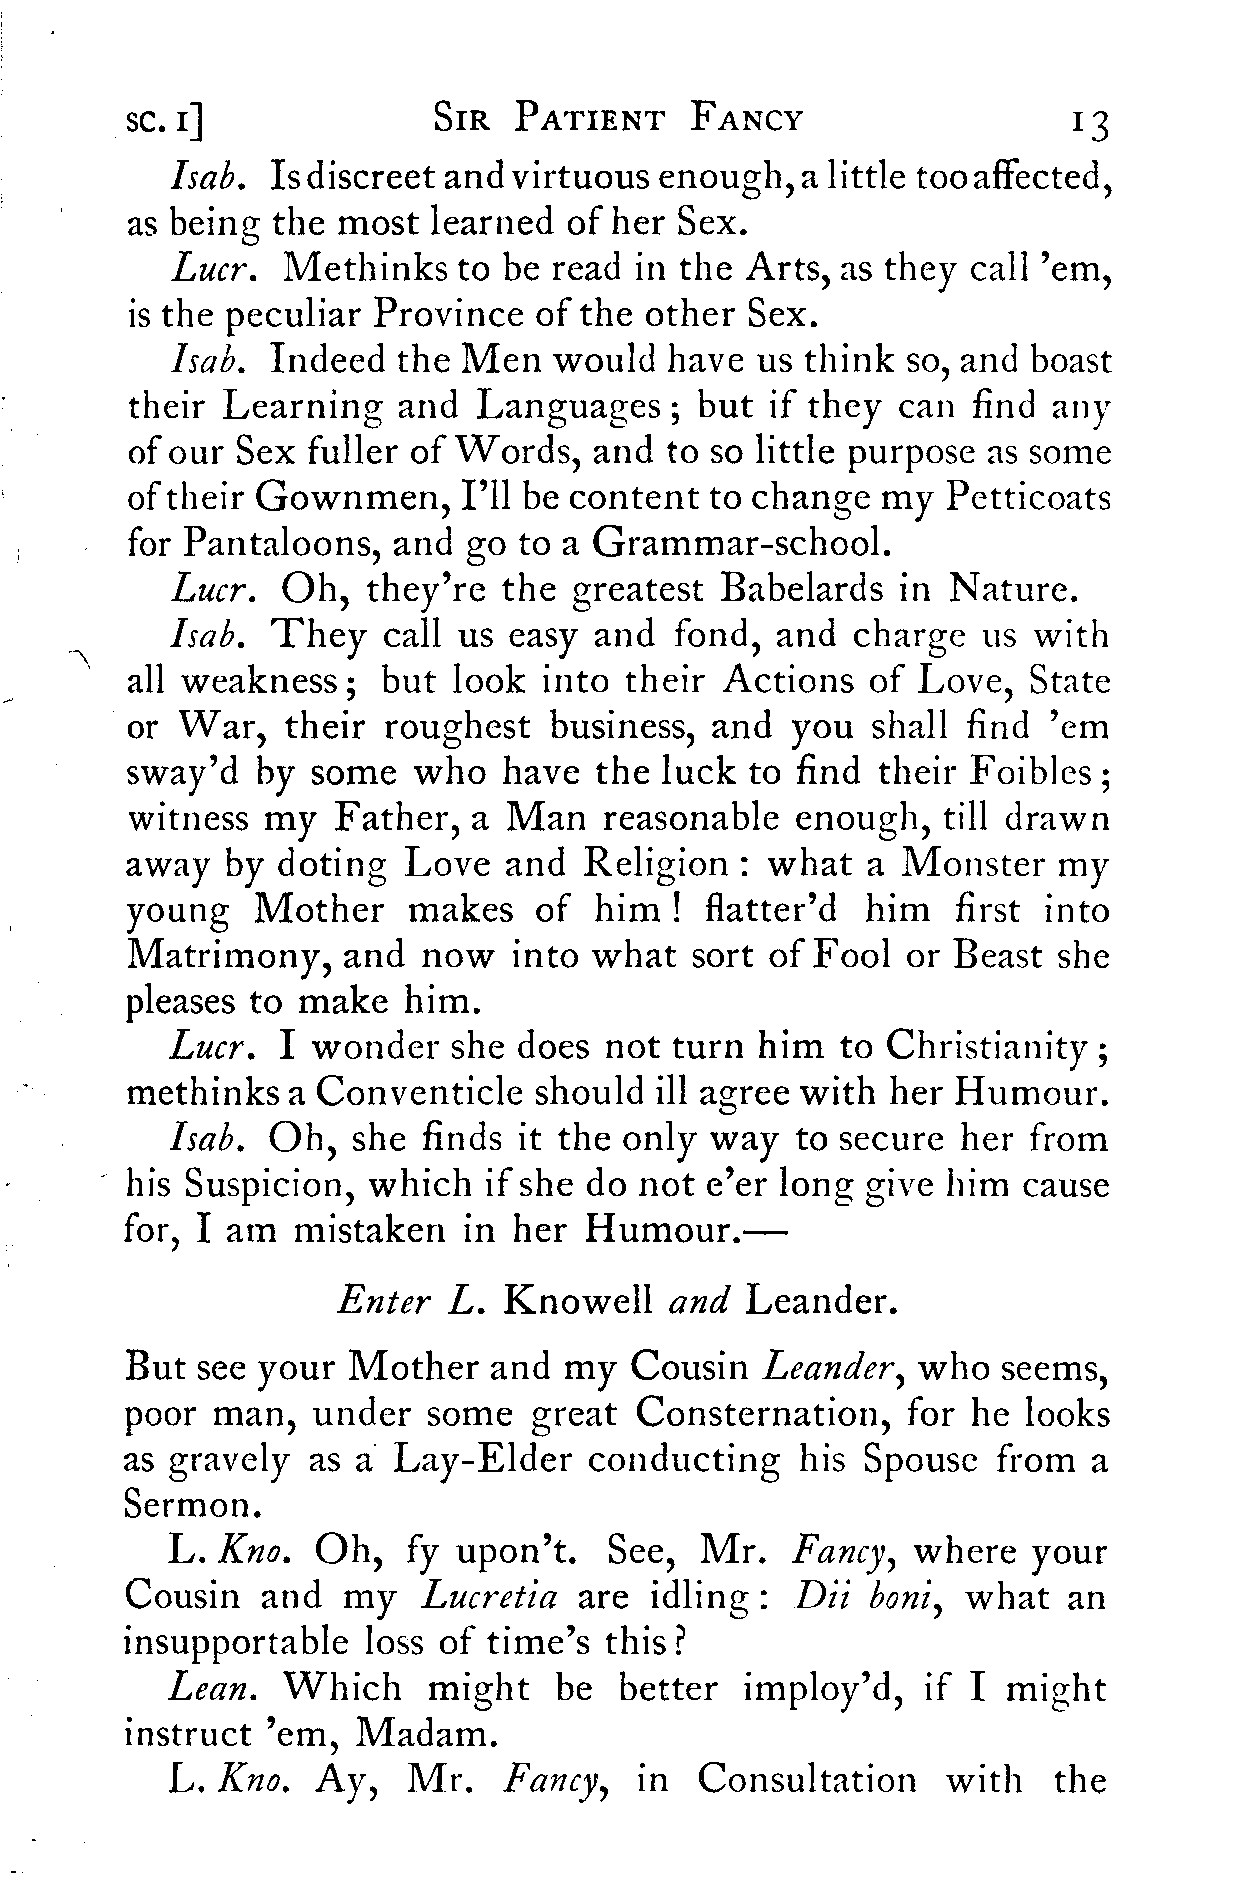 SC. I] SIR PATIENT FANCY 13
Isab. Is discreet and virtuous enough, a little too affected,
as being the most learned of her Sex.
Lucr. Methinks to be read in the Arts, as they call 'em,
is the peculiar Province of the other Sex.
Isab. Indeed the Men would have us think so, and boast
their Learning and Languages; but if they can find any
of our Sex fuller of Words, and to so little purpose as some
of their Gownmen, I'll be content to change my Petticoats
for Pantaloons, and go to a Grammar-school.
Lucr. Oh, they're the greatest Babelards in Nature.
Isab. They call us easy and fond, and charge us with
all weakness; but look into their Actions of Love, State
or War, their roughest business, and you shall find 'em
sway'd by some who have the luck to find their Foibles;
witness my Father, a Man reasonable enough, till drawn
away by doting Love and Religion: what a Monster my
young Mother makes of him! flatter'd him first into
Matrimony, and now into what sort of Fool or Beast she
pleases to make him.
Lucr. I wonder she does not turn him to Christianity;
methinks a Conventicle should ill agree with her Humour.
Isab. Oh, she finds it the only way to secure her from
his Suspicion, which if she do not e'er long give him cause
for, I am mistaken in her Humour.—
Enter L. Knowell and Leander.
But see your Mother and my Cousin Leander, who seems,
poor man, under some great Consternation, for he looks
as gravely as a Lay-Elder conducting his Spouse from a
Sermon.
L. Kno. Oh, fy upon't. See, Mr. Fancy, where your
Cousin and my Lucretia are idling: Dii boni, what an
insupportable loss of time's this?
Lean. Which might be better imploy'd, if I might
instruct 'em, Madam.
L. Kno. Ay, Mr. Fancy, in Consultation with the